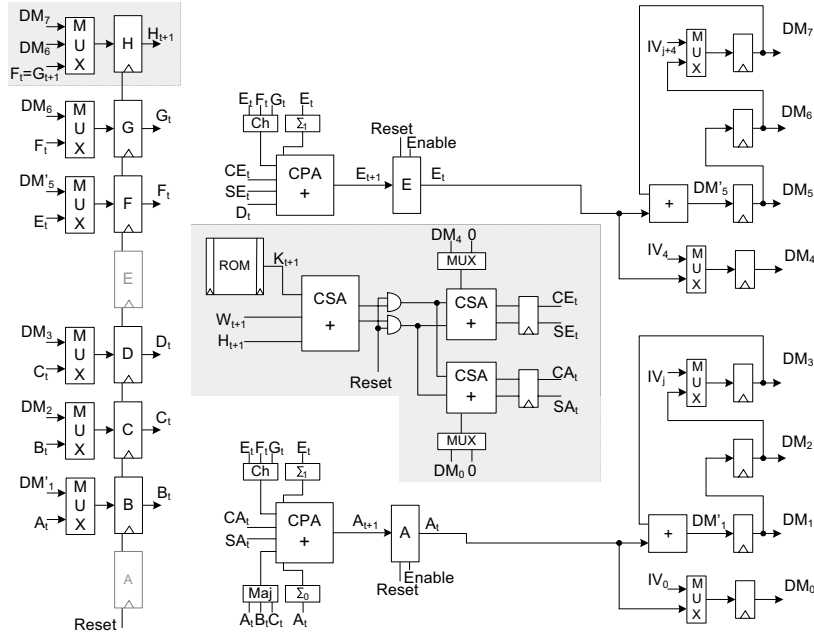 DM7
DM6
Ft=Gt+1
MUX
H
Ht+1
DM6
Ft
MUX
G
Gt
DM'5
Et
MUX
F
Ft
E
DM3
Ct
MUX
D
Dt
DM2
Bt
MUX
C
Ct
DM'1
At
MUX
B
Bt
A
Reset
Et Ft Gt
Et
Ch
Σ1
CEt
SEt
Dt
CPA
+
Et+1
Reset
Enable
E
Et
ROM
Kt+1
Wt+1
Ht+1
CSA
+
Reset
DM4 0
MUX
CSA
+
CEt
SEt
CSA
+
CAt
SAt
MUX
DM0 0
Et Ft Gt
Et
Ch
Σ1
CAt
SAt
CPA
+
Maj
Σ0
At Bt Ct
At
At+1
A
At
Enable
Reset
IVj+4
MUX
DM7
DM6
+
DM'5
DM5
IV4
MUX
DM4
IVj
MUX
DM3
DM2
+
DM'1
DM1
IV0
MUX
DM0